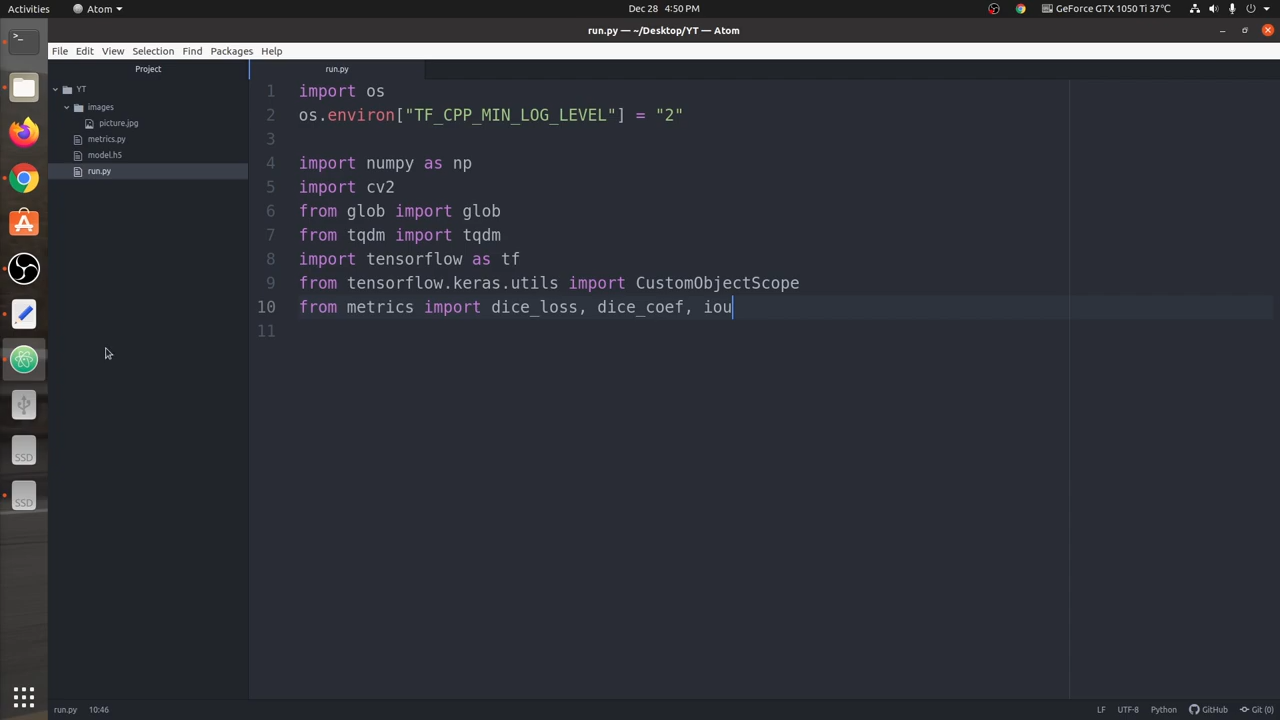 Activities
Atom
Dec 28 4:50 PM
GeForce GTX 1050 Ti 37°C
run.py — ~/Desktop/YT — Atom
File Edit View Selection Find Packages Help
Project
run.py
YT
images
picture.jpg
metrics.py
model.h5
run.py
1 import os
2 os.environ["TF_CPP_MIN_LOG_LEVEL"] = "2"
3
4 import numpy as np
5 import cv2
6 from glob import glob
7 from tqdm import tqdm
8 import tensorflow as tf
9 from tensorflow.keras.utils import CustomObjectScope
10 from metrics import dice_loss, dice_coef, iou
11
SSD
SSD
run.py 10:46
LF UTF-8 Python GitHub Git (0)